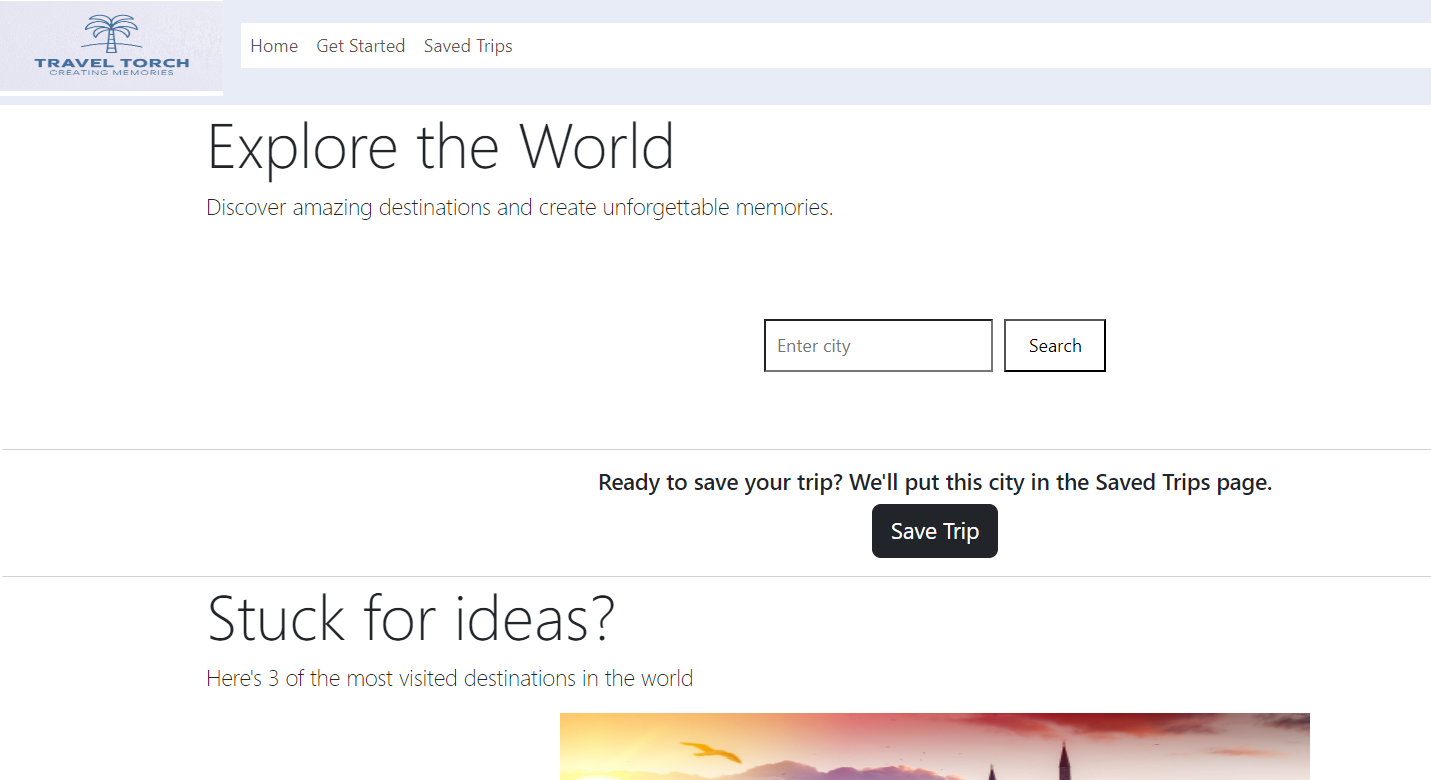 TRAVEL TORCH
CREATING MEMORIES
Home Get Started Saved Trips
Explore the World
Discover amazing destinations and create unforgettable memories.
Enter city Search
Ready to save your trip? We'll put this city in the Saved Trips page.
Save Trip
Stuck for ideas?
Here's 3 of the most visited destinations in the world